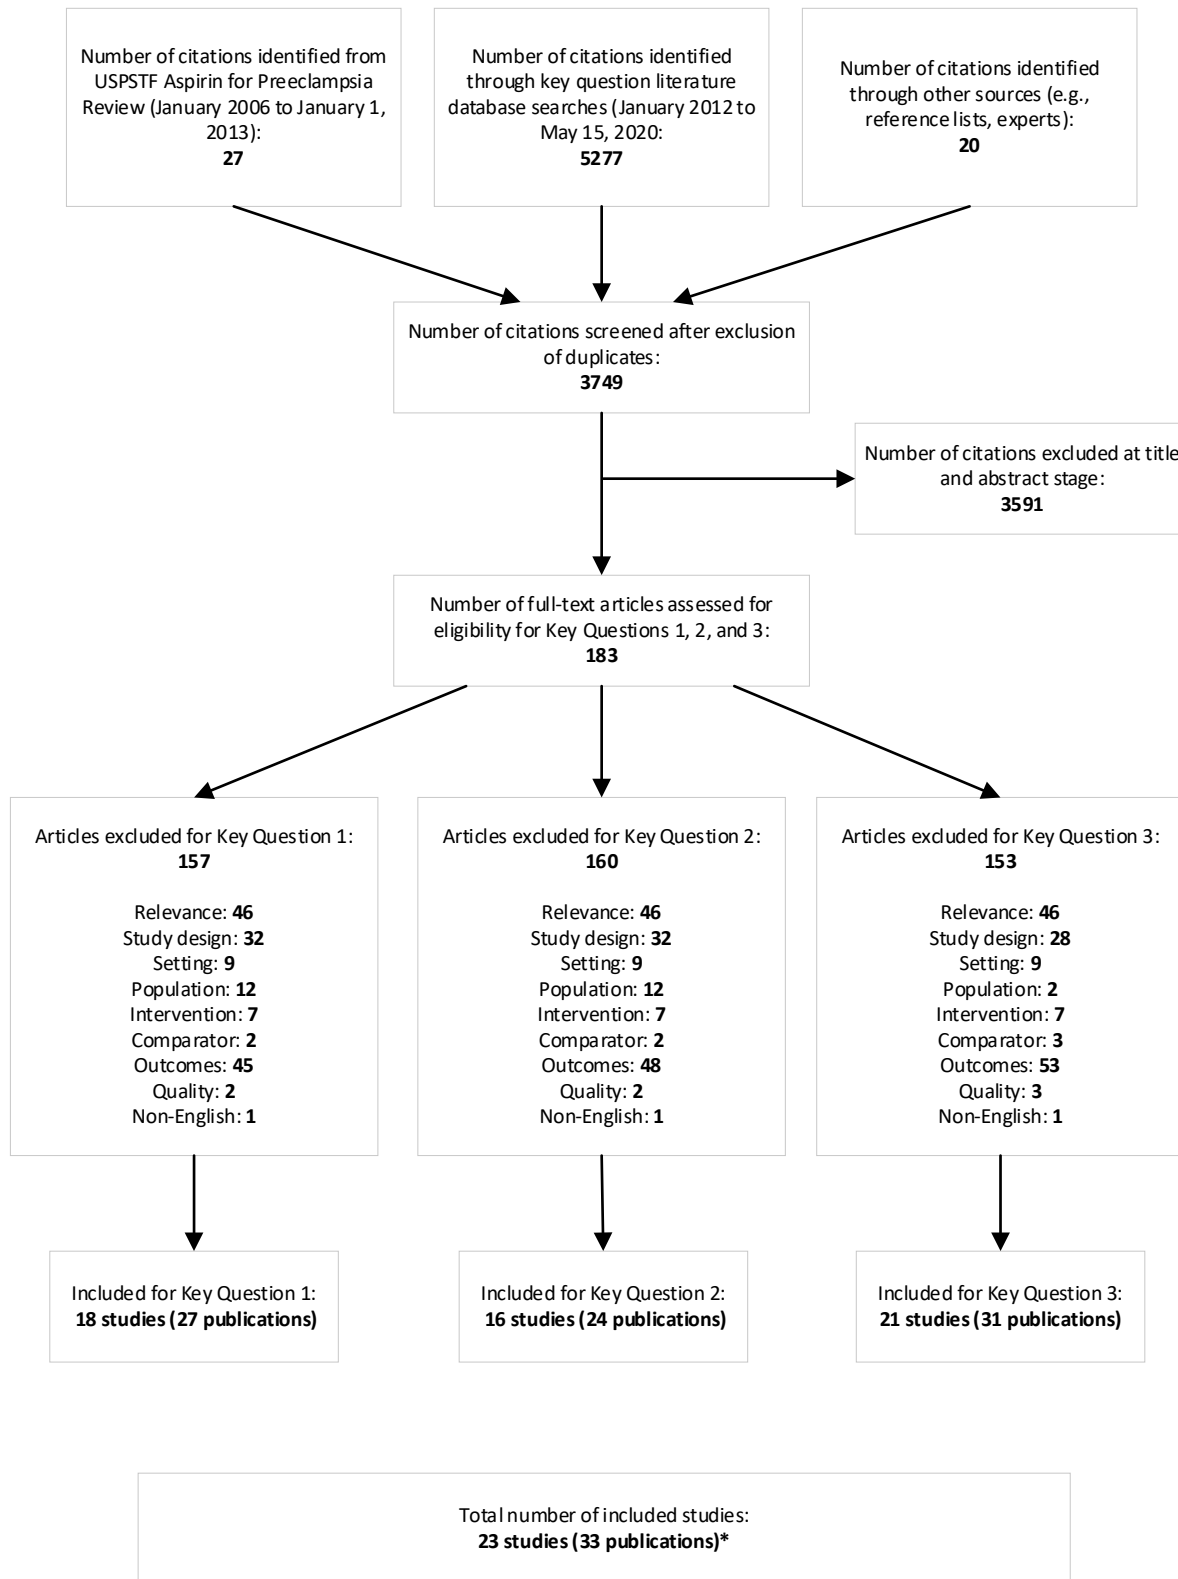 Number of citations identified from
USPSTF Aspirin for Preeclampsia
Review (January 2006 to January 1,
2013):
27
Number of citations identified
through key question literature
database searches (January 2012 to
May 15, 2020:
5277
Number of citations identified
through other sources (e.g.,
reference lists, experts):
20
Number of citations screened after exclusion
of duplicates:
3749
Number of citations excluded at title
and abstract stage:
3591
Number of full-text articles assessed for
eligibility for Key Questions 1, 2, and 3:
183
Articles excluded for Key Question 1:
157
Relevance: 46
Study design: 32
Setting: 9
Population: 12
Intervention: 7
Comparator: 2
Outcomes: 45
Quality: 2
Non-English: 1
Articles excluded for Key Question 2:
160
Relevance: 46
Study design: 32
Setting: 9
Population: 12
Intervention: 7
Comparator: 2
Outcomes: 48
Quality: 2
Non-English: 1
Articles excluded for Key Question 3:
153
Relevance: 46
Study design: 28
Setting: 9
Population: 2
Intervention: 7
Comparator: 3
Outcomes: 53
Quality: 3
Non-English: 1
Included for Key Question 1:
18 studies (27 publications)
Included for Key Question 2:
16 studies (24 publications)
Included for Key Question 3:
21 studies (31 publications)
Total number of included studies:
23 studies (33 publications)*